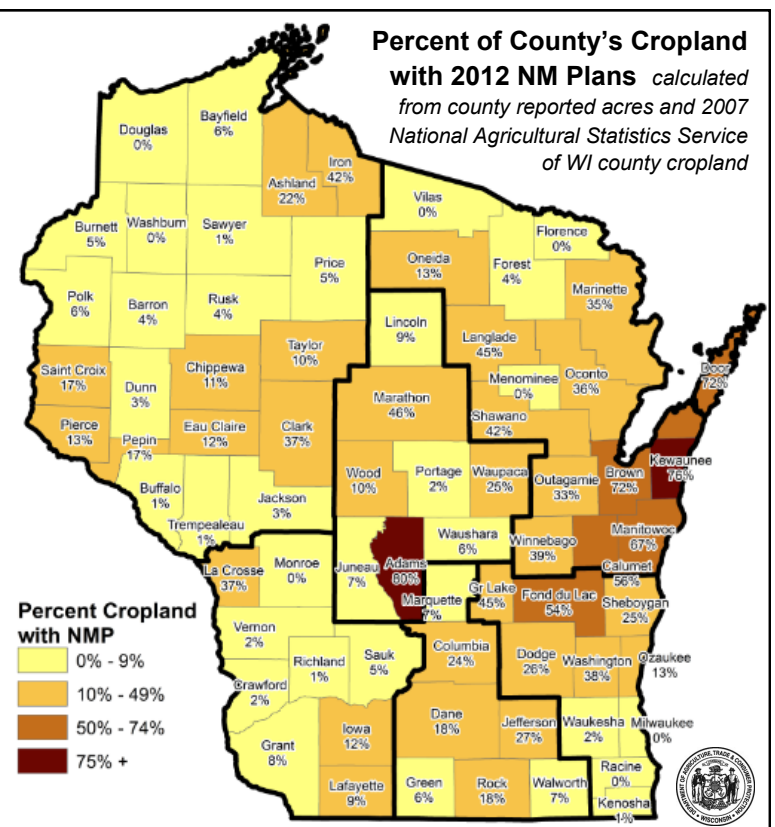 Percent of County's Cropland
with 2012 NM Plans calculated
from county reported acres and 2007
National Agricultural Statistics Service
of WI county cropland
Douglas
0%
Bayfield
6%
Ashland
22%
Iron
42%
Vilas
0%
Florence
0%
Burnett
5%
Washburn
0%
Sawyer
1%
Price
5%
Oneida
13%
Forest
4%
Marinette
35%
Polk
6%
Barron
4%
Rusk
4%
Lincoln
9%
Langlade
45%
Taylor
10%
Saint Croix
17%
Dunn
3%
Chippewa
11%
Marathon
46%
Menominee
0%
Oconto
36%
Door
72%
Pierce
13%
Pepin
17%
Eau Claire
12%
Clark
37%
Shawano
42%
Buffalo
1%
Trempealeau
1%
Jackson
3%
Wood
10%
Portage
2%
Waupaca
25%
Outagamie
33%
Brown
72%
Kewaunee
76%
La Crosse
37%
Monroe
0%
Juneau
7%
Adams
80%
Waushara
6%
Winnebago
39%
Manitowoc
67%
Calumet
56%
Marquette
7%
Gr Lake
45%
Fond du Lac
54%
Sheboygan
25%
Vernon
2%
Richland
1%
Sauk
5%
Columbia
24%
Dodge
26%
Washington
38%
Ozaukee
13%
Crawford
2%
Grant
8%
Iowa
12%
Dane
18%
Jefferson
27%
Waukesha
2%
Milwaukee
0%
Lafayette
9%
Green
6%
Rock
18%
Walworth
7%
Racine
0%
Kenosha
1%
Percent Cropland
with NMP
0% - 9%
10% - 49%
50% - 74%
75% +
DEPARTMENT OF AGRICULTURE, TRADE & CONSUMER PROTECTION
WISCONSIN